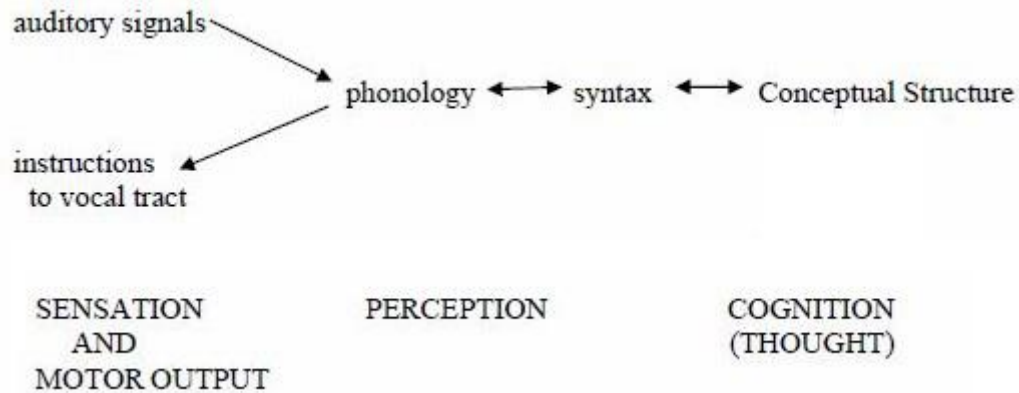 auditory signals
phonology syntax Conceptual Structure
instructions
to vocal tract
SENSATION PERCEPTION COGNITION
AND (THOUGHT)
MOTOR OUTPUT